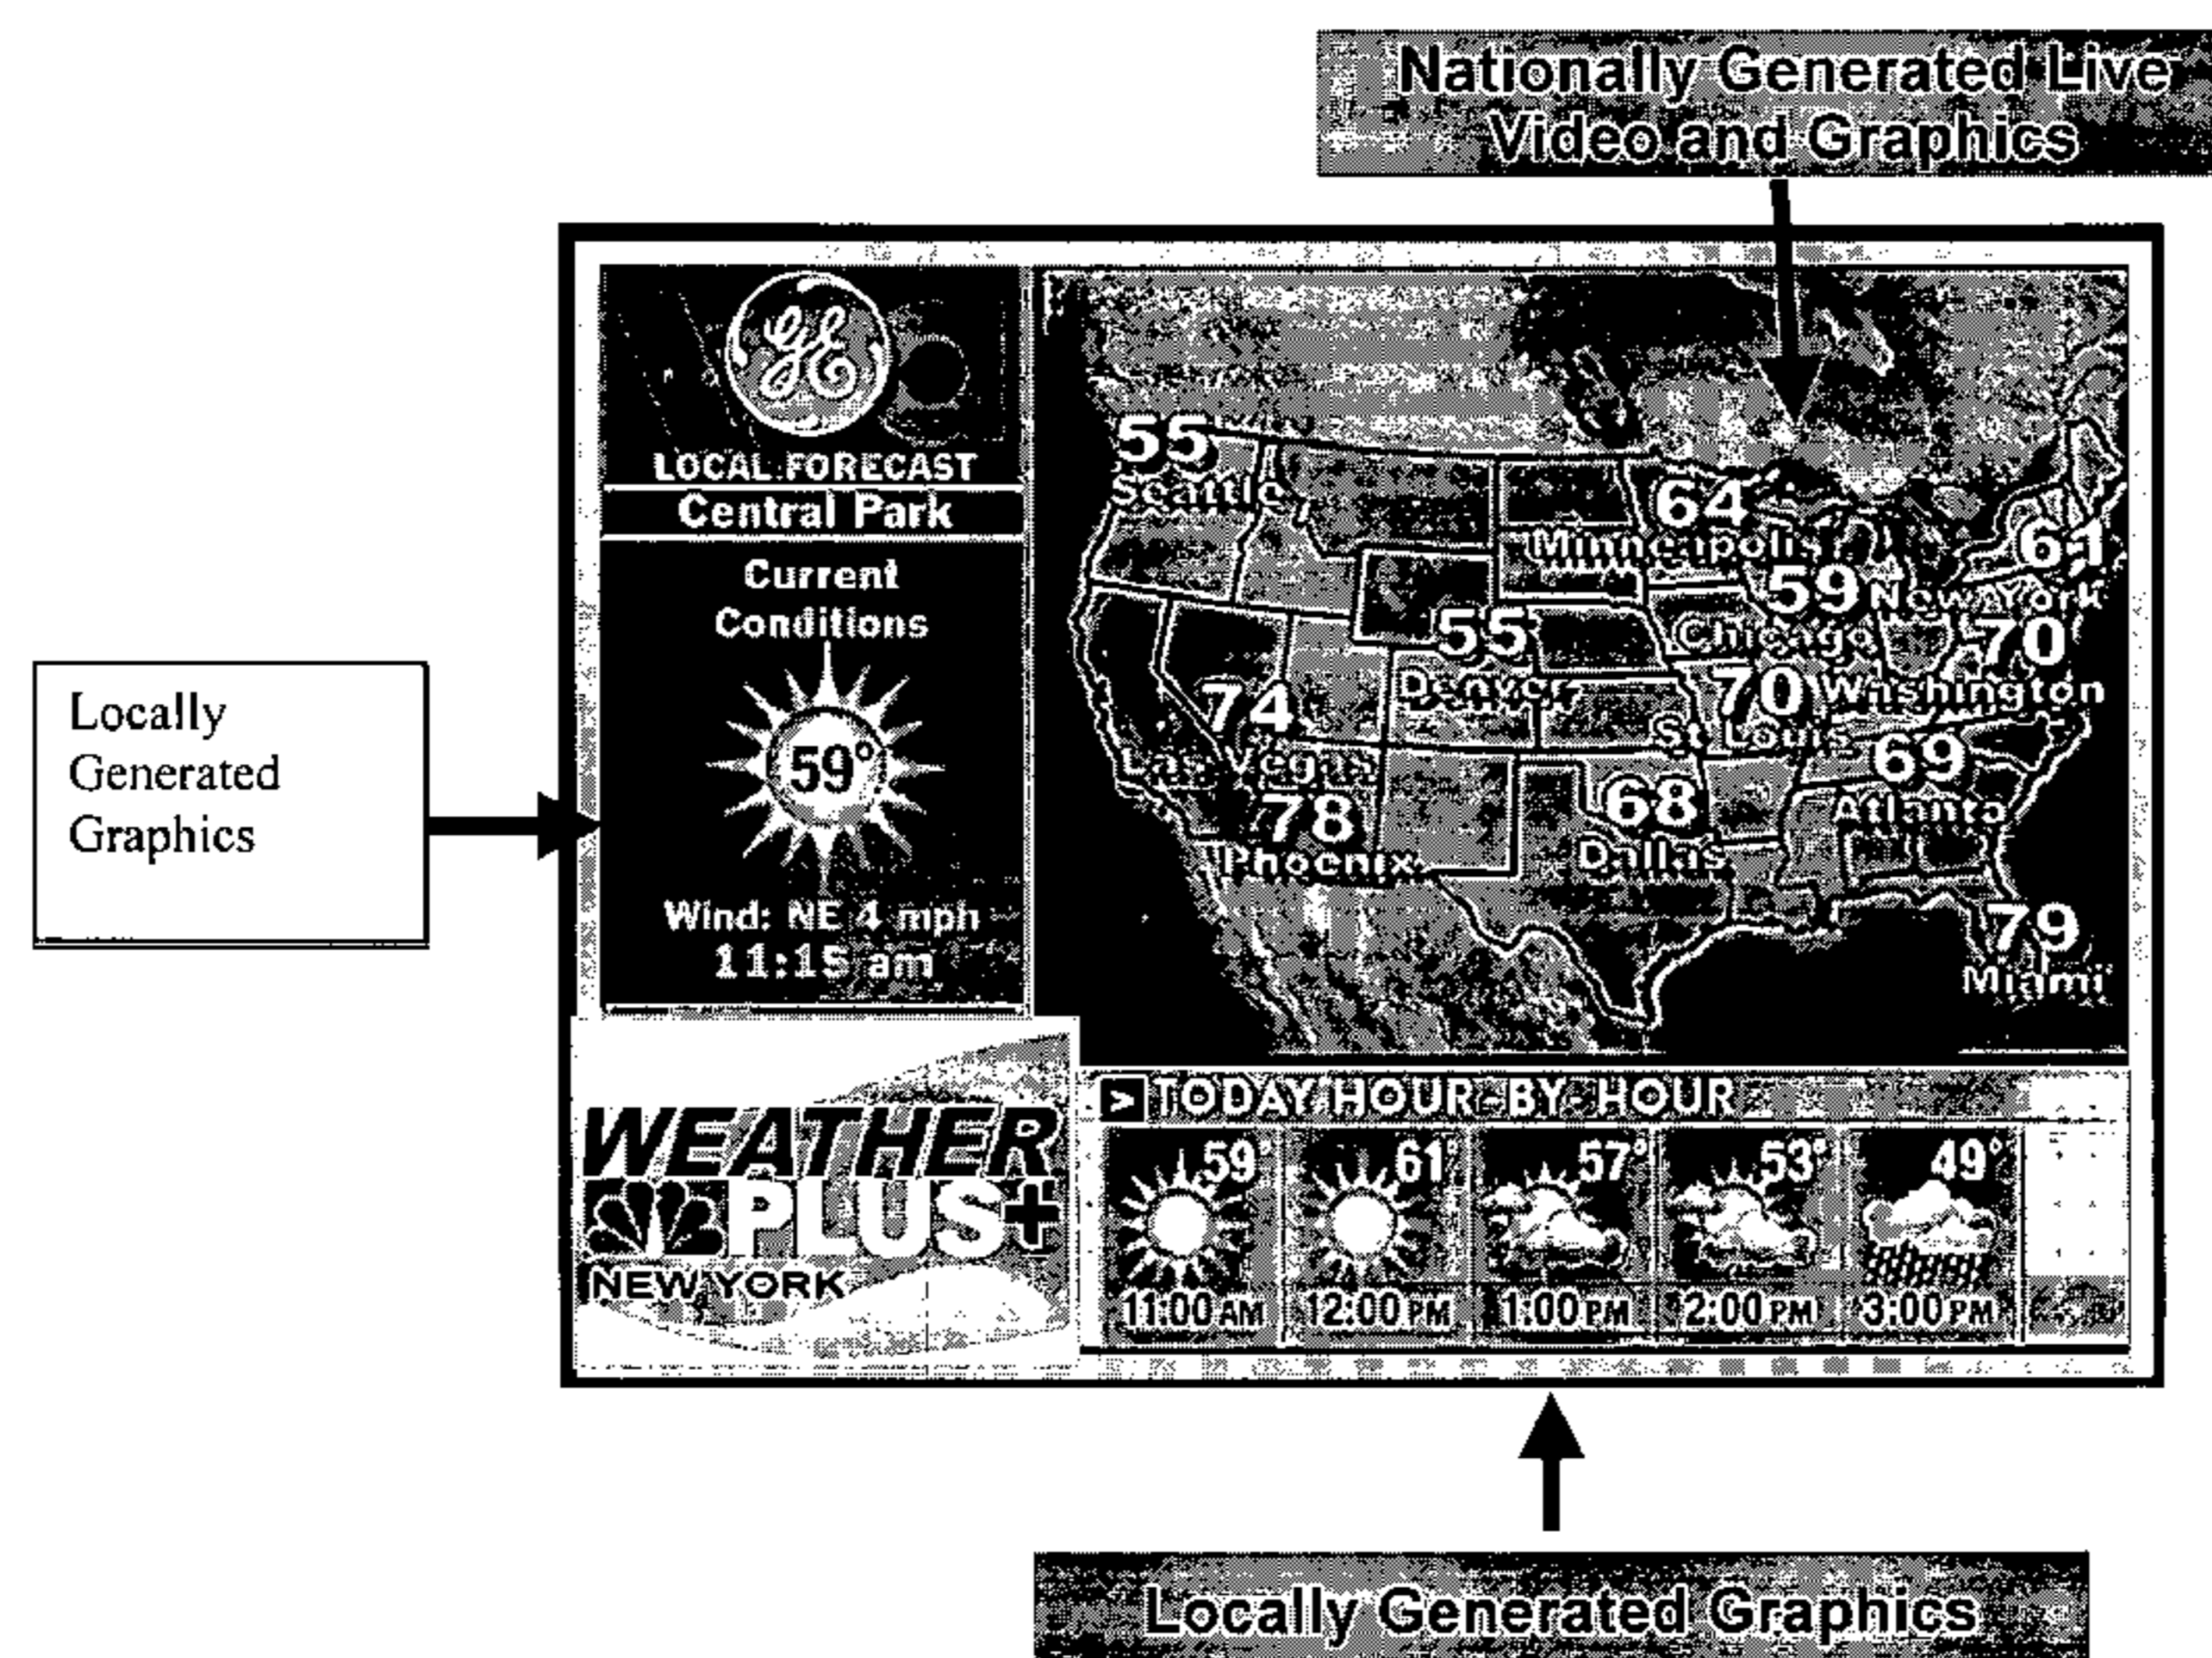 Nationally Generated Live
Video and Graphics
Locally
Generated
Graphics
GE
LOCAL FORECAST
Central Park
Current
Conditions
59°
Wind: NE 4 mph
11:15 am
55
Seattle
64
Minneapolis
61
New York
59
Chicago
70
Washington
55
Denver
70
St Louis
74
Las Vegas
69
Atlanta
78
Phoenix
68
Dallas
79
Miami
WEATHER
PLUS+
NEW YORK
> TODAY HOUR-BY-HOUR
59° 61° 57° 53° 49°
11:00 AM 12:00 PM 1:00 PM 2:00 PM 3:00 PM
Locally Generated Graphics